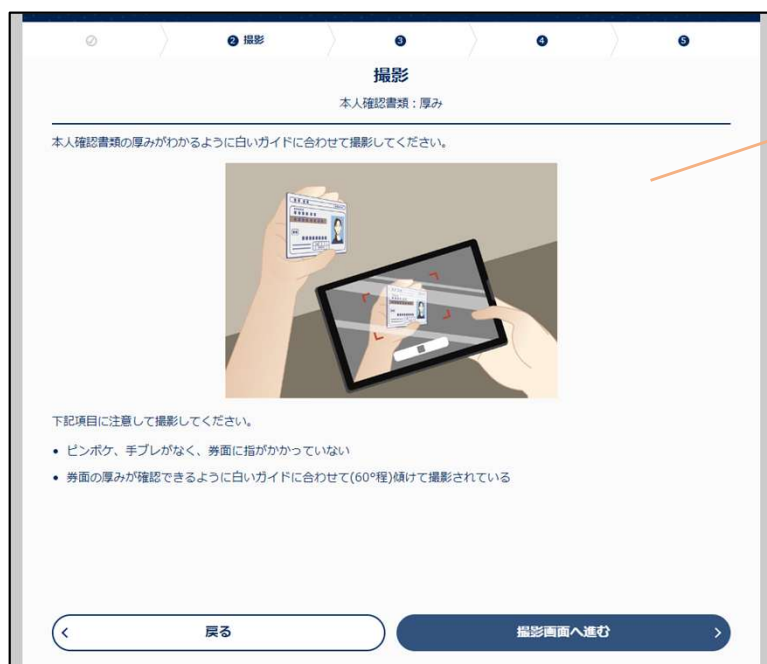 2 撮影
3
4
5
撮影
本人確認書類：厚み
本人確認書類の厚みがわかるように白いガイドに合わせて撮影してください。
下記項目に注意して撮影してください。
• ピンボケ、手ブレがなく、券面に指がかかっていない
• 券面の厚みが確認できるように白いガイドに合わせて(60°程)傾けて撮影されている
戻る
撮影画面へ進む